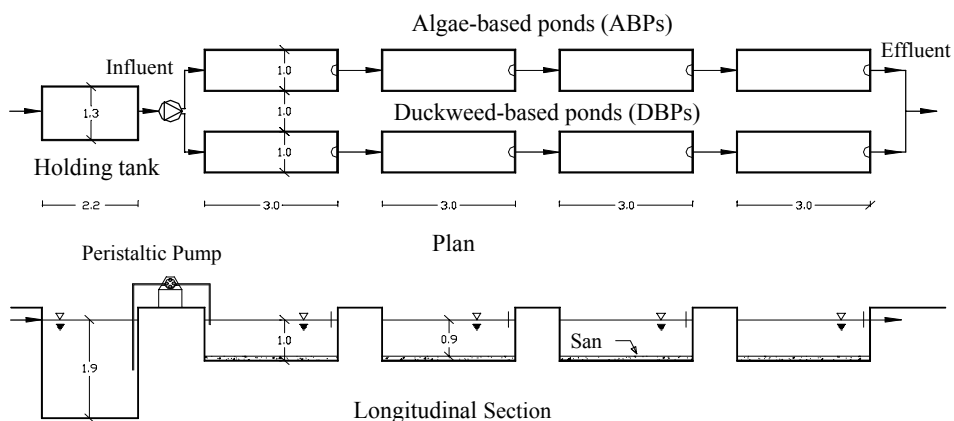 Algae-based ponds (ABPs)
Influent
Effluent
1.0
1.3
1.0
Duckweed-based ponds (DBPs)
1.0
Holding tank
2.2
3.0
3.0
3.0
3.0
Plan
Peristaltic Pump
1.0
0.9
San
1.9
Longitudinal Section